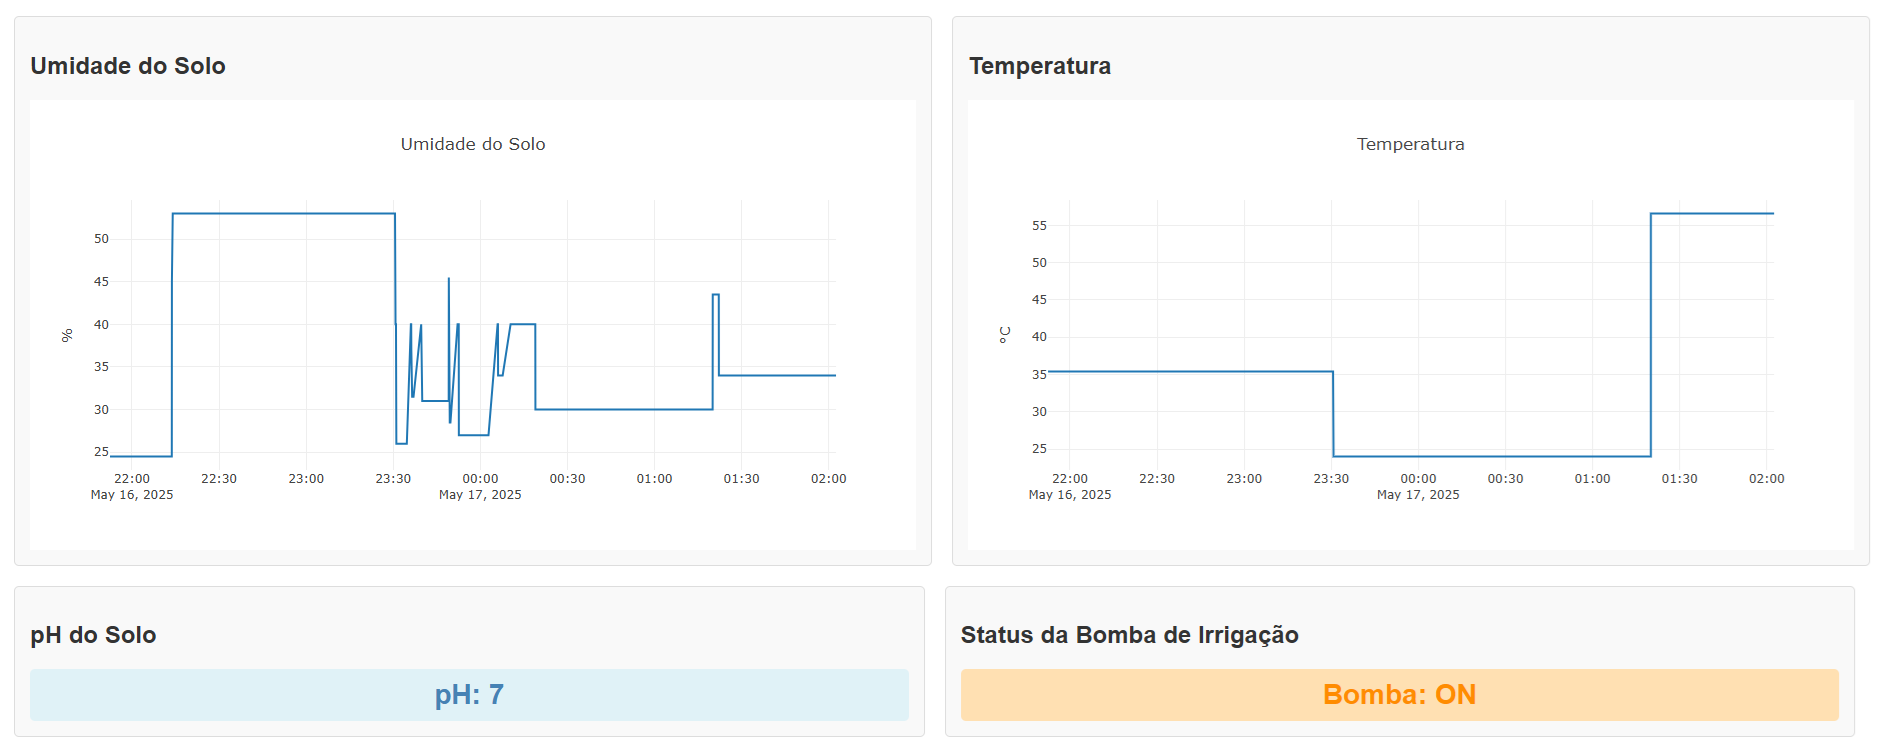 Umidade do Solo
Umidade do Solo
%
50
45
40
35
30
25
22:00 22:30 23:00 23:30 00:00 00:30 01:00 01:30 02:00
May 16, 2025 May 17, 2025
Temperatura
Temperatura
°C
55
50
45
40
35
30
25
22:00 22:30 23:00 23:30 00:00 00:30 01:00 01:30 02:00
May 16, 2025 May 17, 2025
pH do Solo
pH: 7
Status da Bomba de Irrigação
Bomba: ON